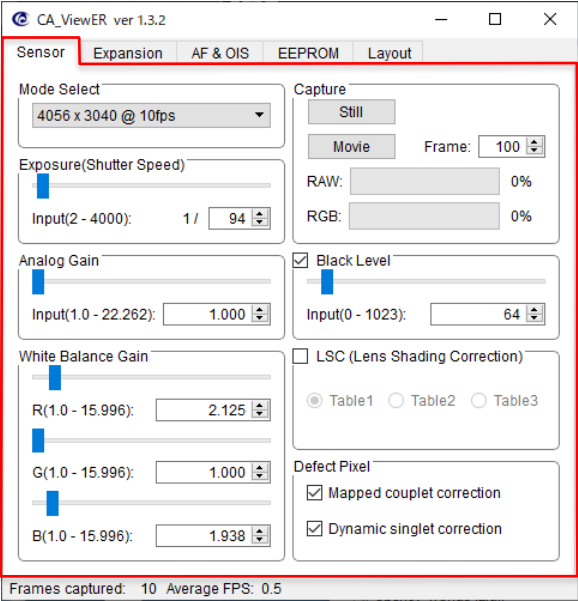 CA_ViewER ver 1.3.2
Sensor Expansion AF & OIS EEPROM Layout
Mode Select
4056 x 3040 @ 10fps
Exposure(Shutter Speed)
Input(2 - 4000): 1 / 94
Analog Gain
Input(1.0 - 22.262): 1.000
White Balance Gain
R(1.0 - 15.996): 2.125
G(1.0 - 15.996): 1.000
B(1.0 - 15.996): 1.938
Capture
Still
Movie Frame: 100
RAW: 0%
RGB: 0%
Black Level
Input(0 - 1023): 64
LSC (Lens Shading Correction)
Table1 Table2 Table3
Defect Pixel
Mapped couplet correction
Dynamic singlet correction
Frames captured: 10 Average FPS: 0.5